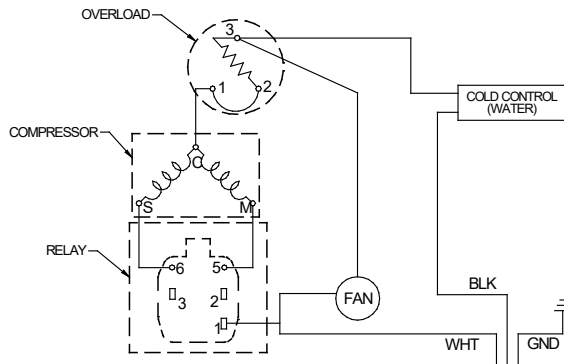 OVERLOAD
3
1
2
COLD CONTROL
(WATER)
COMPRESSOR
C
S
M
RELAY
6
5
3
2
1
FAN
BLK
WHT
GND